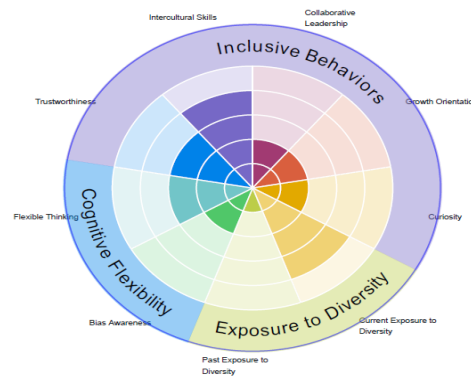 Intercultural Skills
Collaborative
Leadership
Inclusive Behaviors
Trustworthiness
Growth Orientatio
Flexible Thinking
Curiosity
Cognitive Flexibility
Bias Awareness
Exposure to Diversity
Current Exposure to
Diversity
Past Exposure to
Diversity